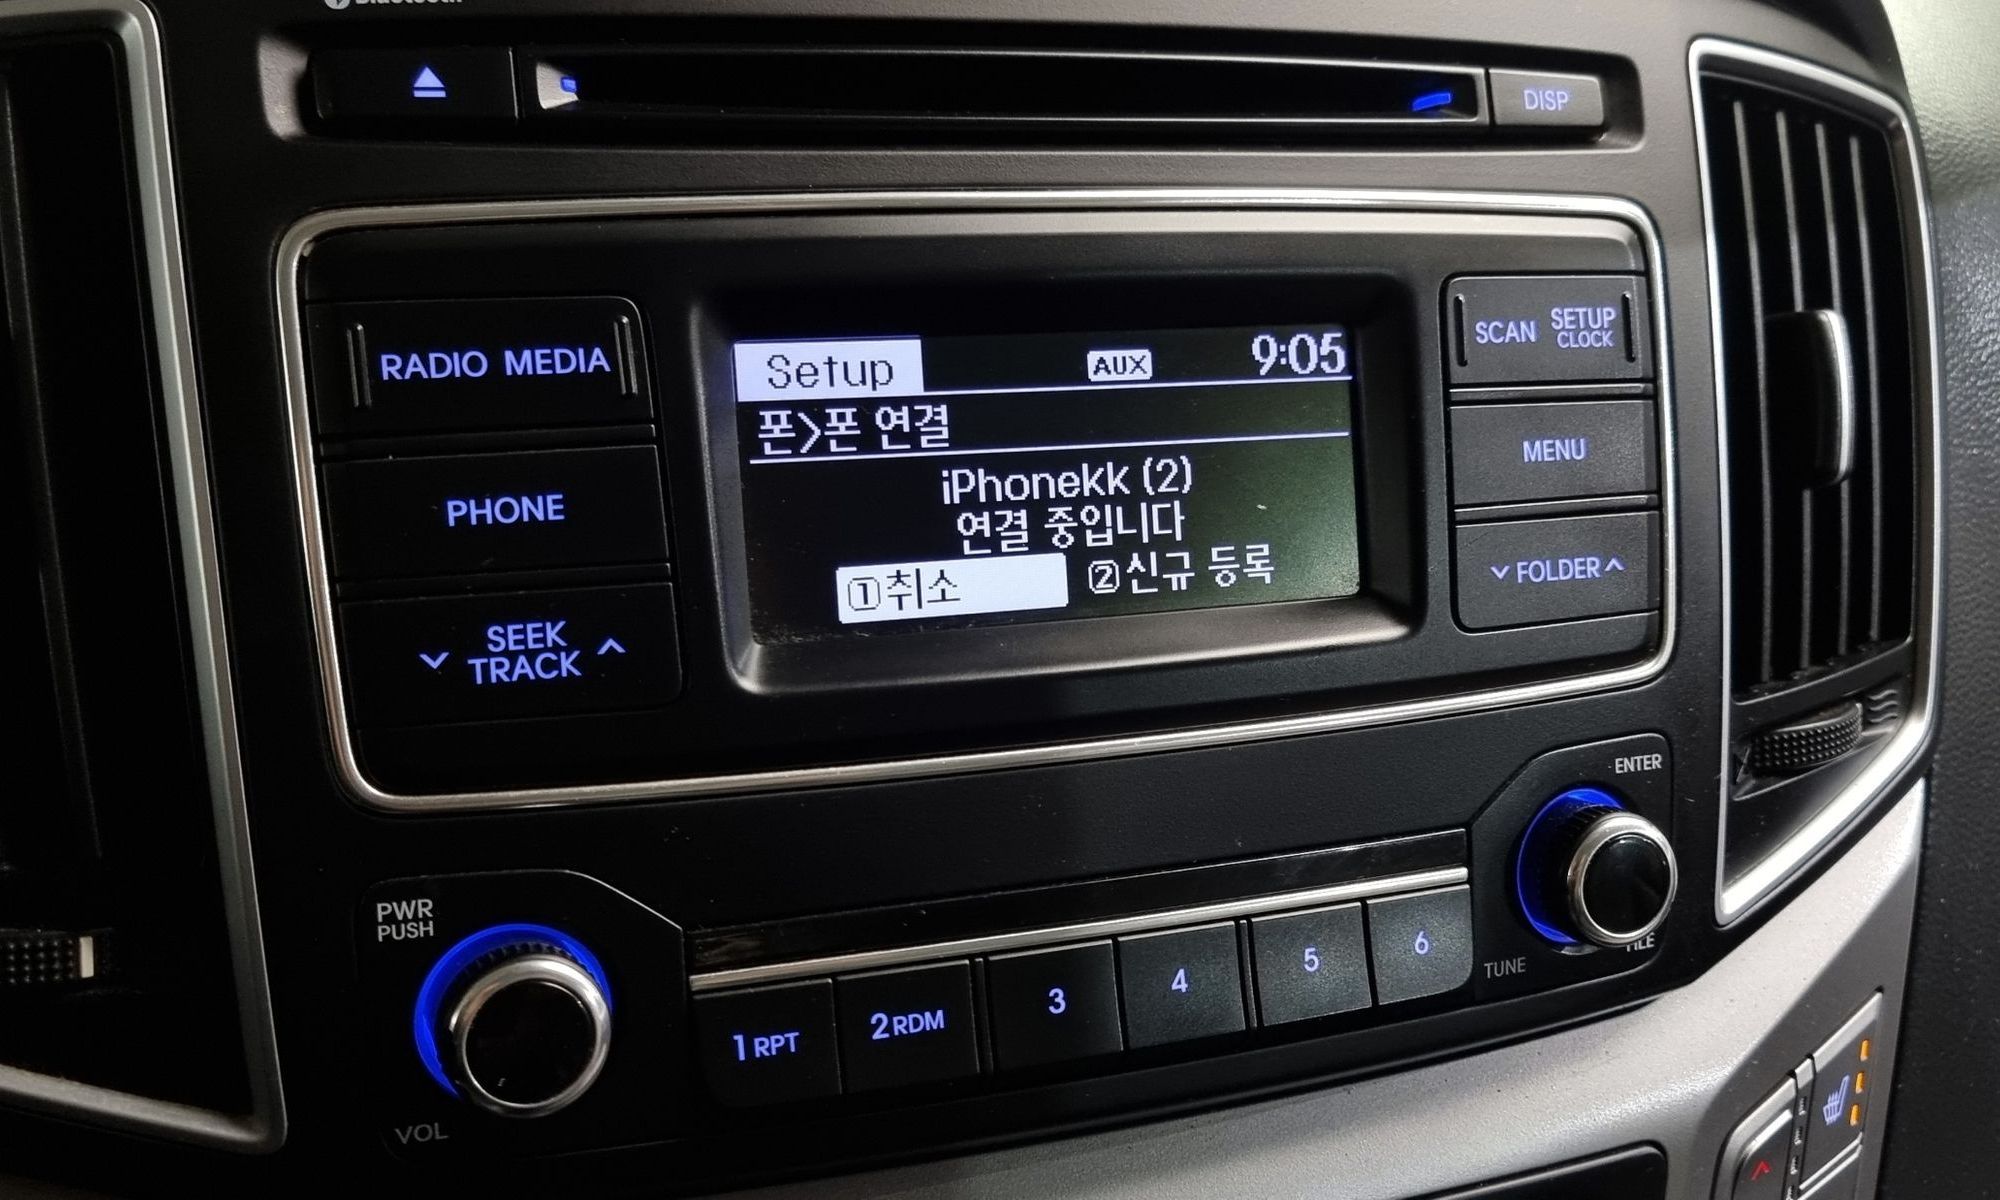 Bluetooth
DISP
RADIO MEDIA
PHONE
SEEK
TRACK
Setup AUX 9:05
폰>폰 연결
iPhoneKK (2)
연결 중입니다
①취소 ②신규 등록
SCAN SETUP
CLOCK
MENU
FOLDER
PWR
PUSH
VOL
1 RPT 2 RDM 3 4 5 6
ENTER
TUNE
FILE